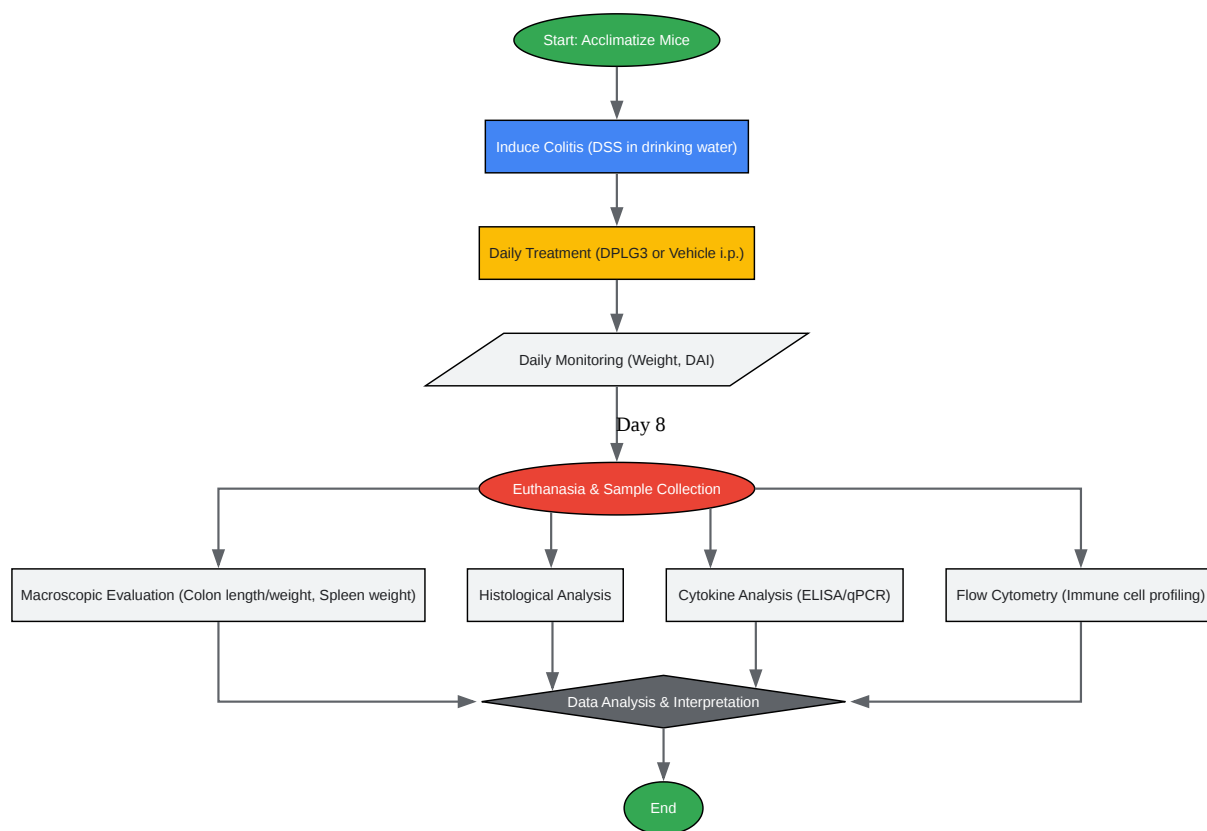 Start: Acclimatize Mice
Induce Colitis (DSS in drinking water)
Daily Treatment (DPLG3 or Vehicle i.p.)
Daily Monitoring (Weight, DAI)
Day 8
Euthanasia & Sample Collection
Macroscopic Evaluation (Colon length/weight, Spleen weight)
Histological Analysis
Cytokine Analysis (ELISA/qPCR)
Flow Cytometry (Immune cell profiling)
Data Analysis & Interpretation
End